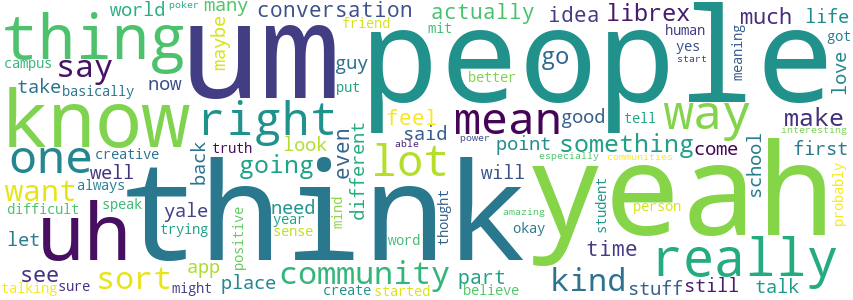 poker
world many conversation actually idea librex much life
thing um maybe friend mit people human got
campus say guy go yes meaning love
take basically now put better start
know right feel mean way make
said good tell
one truth look even different able power point something come first interesting
creative back lot especially communities
want well going will school probably
always mind thought think yeah
difficult speak yale need student person
uh year positive word amazing
let trying sense okay time really
see app community part
sort place kind stuff still talk
talking sure might create started believe